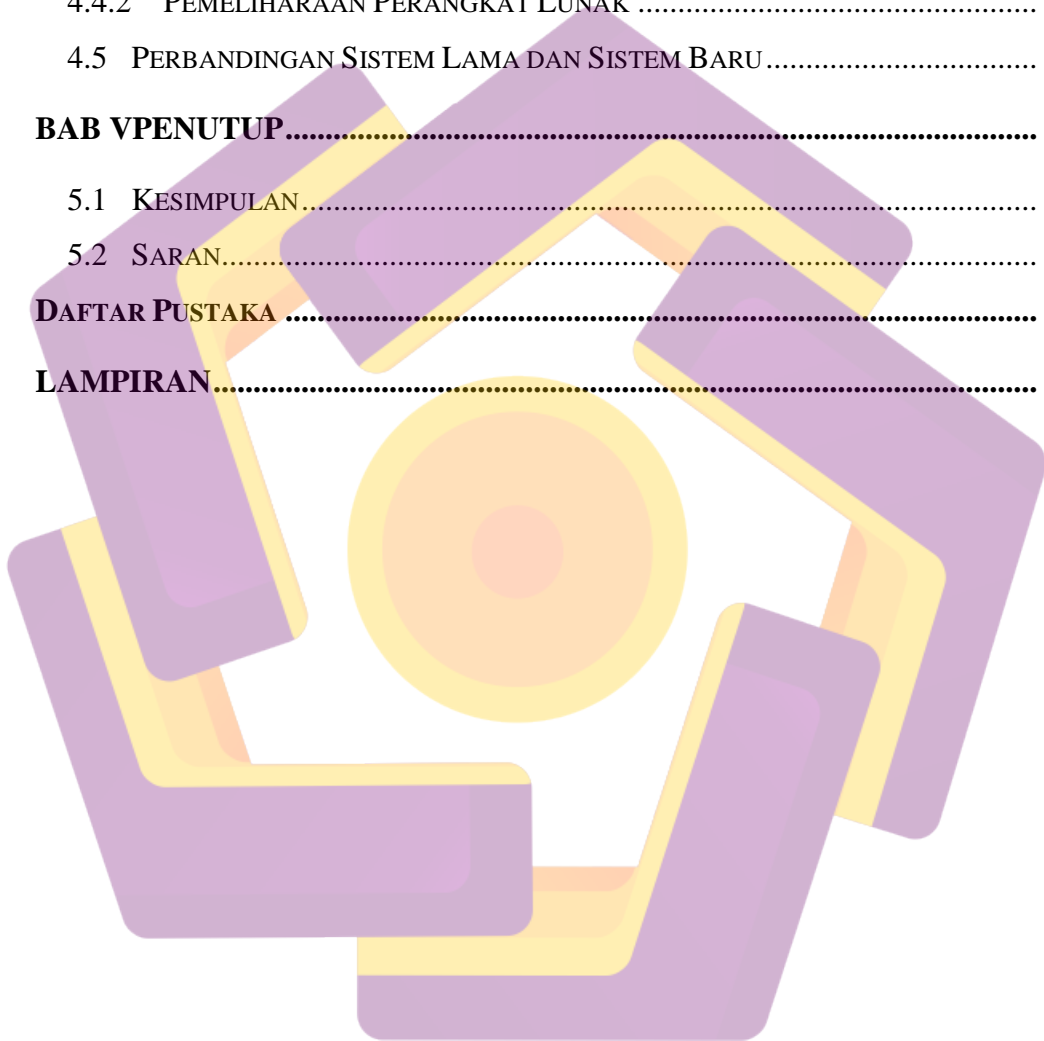 4.4.2 Pemeliharaan Perangkat Lunak ................................................
4.5 Perbandingan Sistem Lama dan Sistem Baru ................................
BAB VPENUTUP.............................................................................................
5.1 Kesimpulan...........................................................................................
5.2 Saran.....................................................................................................
Daftar Pustaka .............................................................................................
LAMPIRAN......................................................................................................